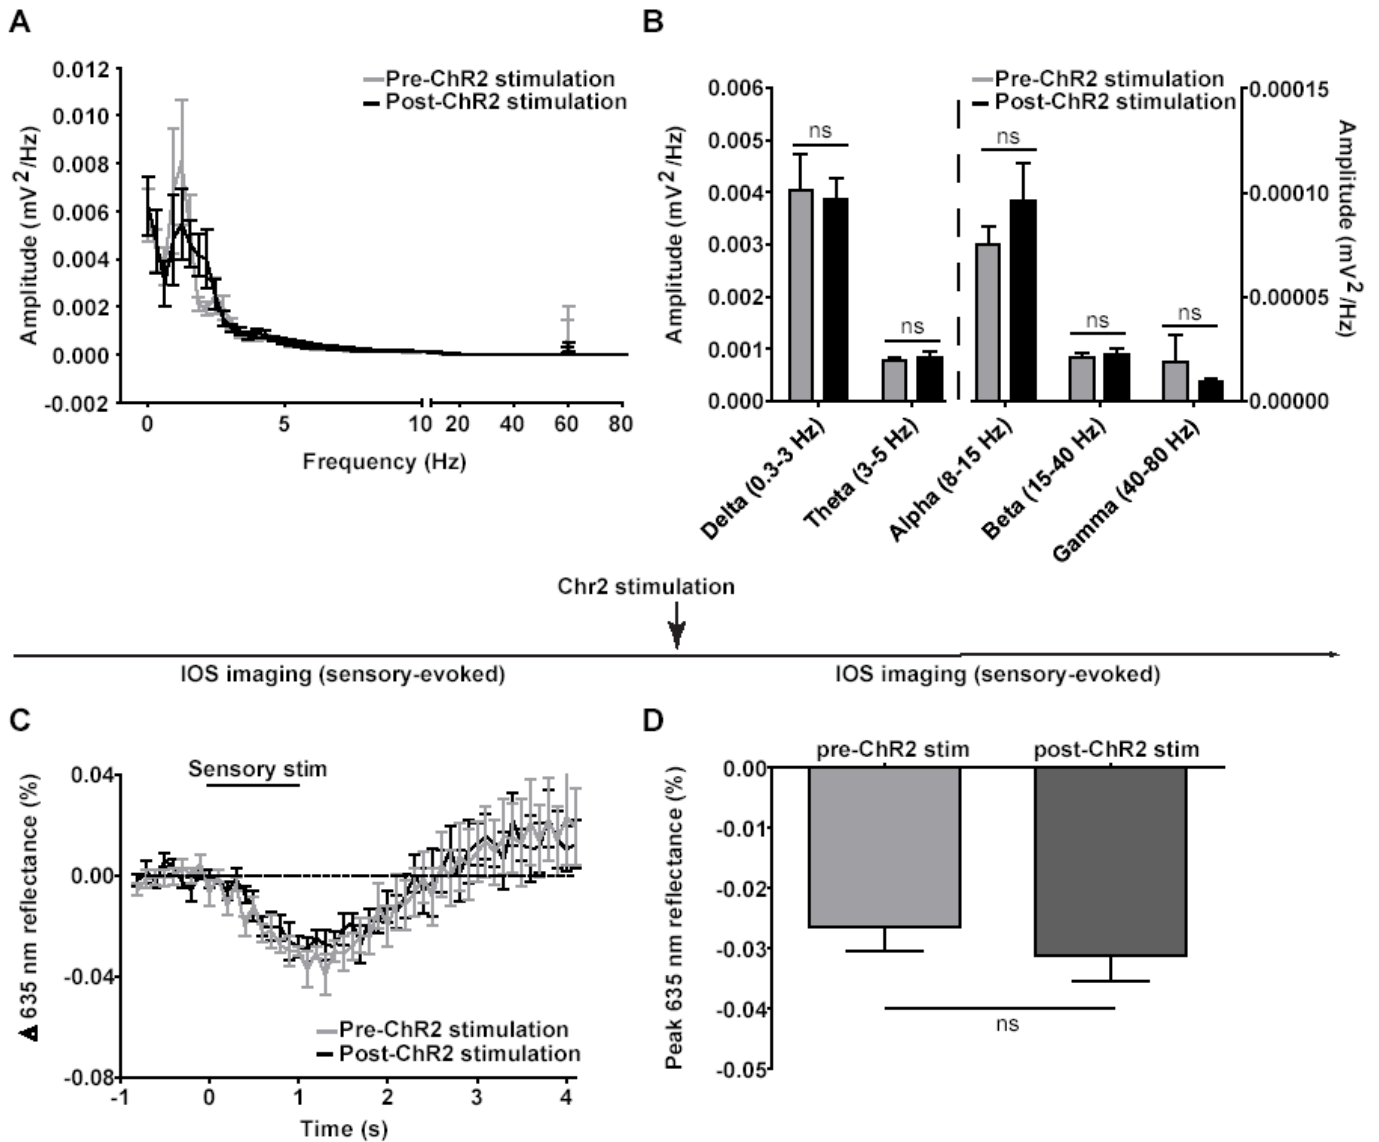 A
0.012
0.010
0.008
0.006
0.004
0.002
0.000
-0.002
Amplitude (mV2/Hz)
Pre-ChR2 stimulation
Post-ChR2 stimulation
0 5 10 20 40 60 80
Frequency (Hz)
B
0.006
0.005
0.004
0.003
0.002
0.001
0.000
Amplitude (mV2/Hz)
Pre-ChR2 stimulation
Post-ChR2 stimulation
ns
ns
ns
ns
ns
0.00015
0.00010
0.00005
0.00000
Amplitude (mV2/Hz)
Delta (0.3-3 Hz)
Theta (3-5 Hz)
Alpha (8-15 Hz)
Beta (15-40 Hz)
Gamma (40-80 Hz)
Chr2 stimulation
IOS imaging (sensory-evoked) IOS imaging (sensory-evoked)
C
0.04
0.00
-0.04
-0.08
Δ 635 nm reflectance (%)
Sensory stim
Pre-ChR2 stimulation
Post-ChR2 stimulation
-1 0 1 2 3 4
Time (s)
D
pre-ChR2 stim post-ChR2 stim
0.00
-0.01
-0.02
-0.03
-0.04
-0.05
Peak 635 nm reflectance (%)
ns